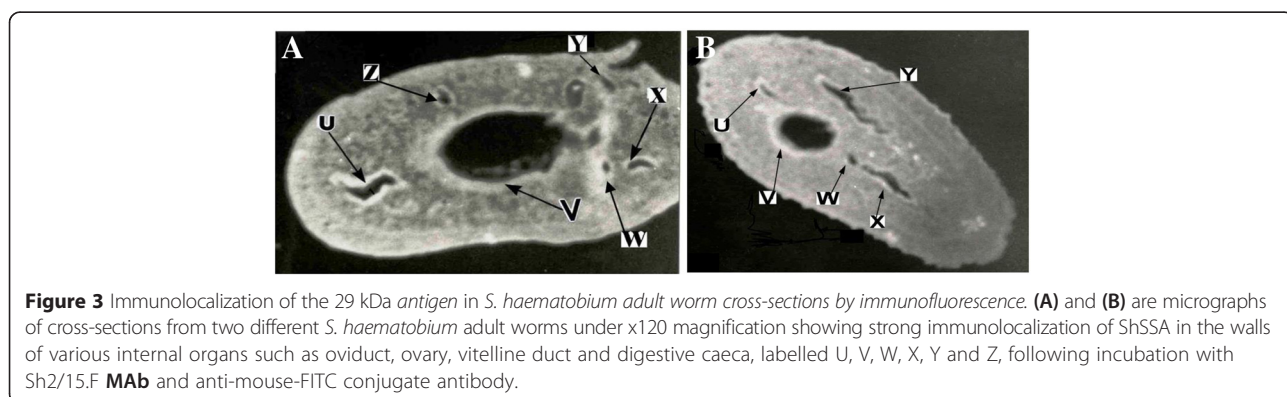 A
Z
Y
X
U
V
W
B
Y
U
V
W
X
Figure 3 Immunolocalization of the 29 kDa antigen in S. haematobium adult worm cross-sections by immunofluorescence. (A) and (B) are micrographs
of cross-sections from two different S. haematobium adult worms under x120 magnification showing strong immunolocalization of ShSSA in the walls
of various internal organs such as oviduct, ovary, vitelline duct and digestive caeca, labelled U, V, W, X, Y and Z, following incubation with
Sh2/15.F MAb and anti-mouse-FITC conjugate antibody.